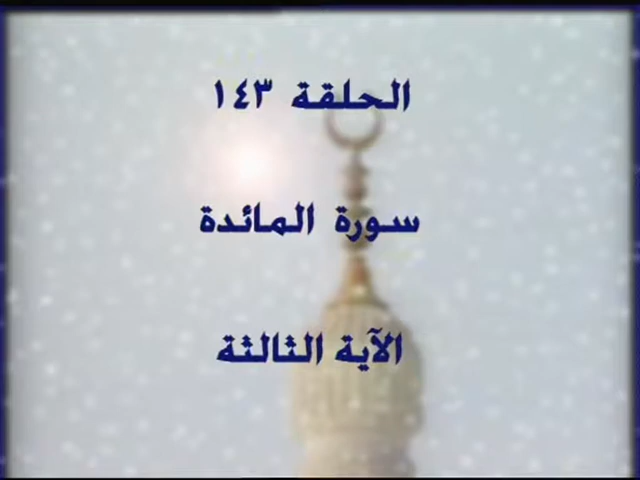 الحلقة ١٤٣
سورة المائدة
الآية الثالثة